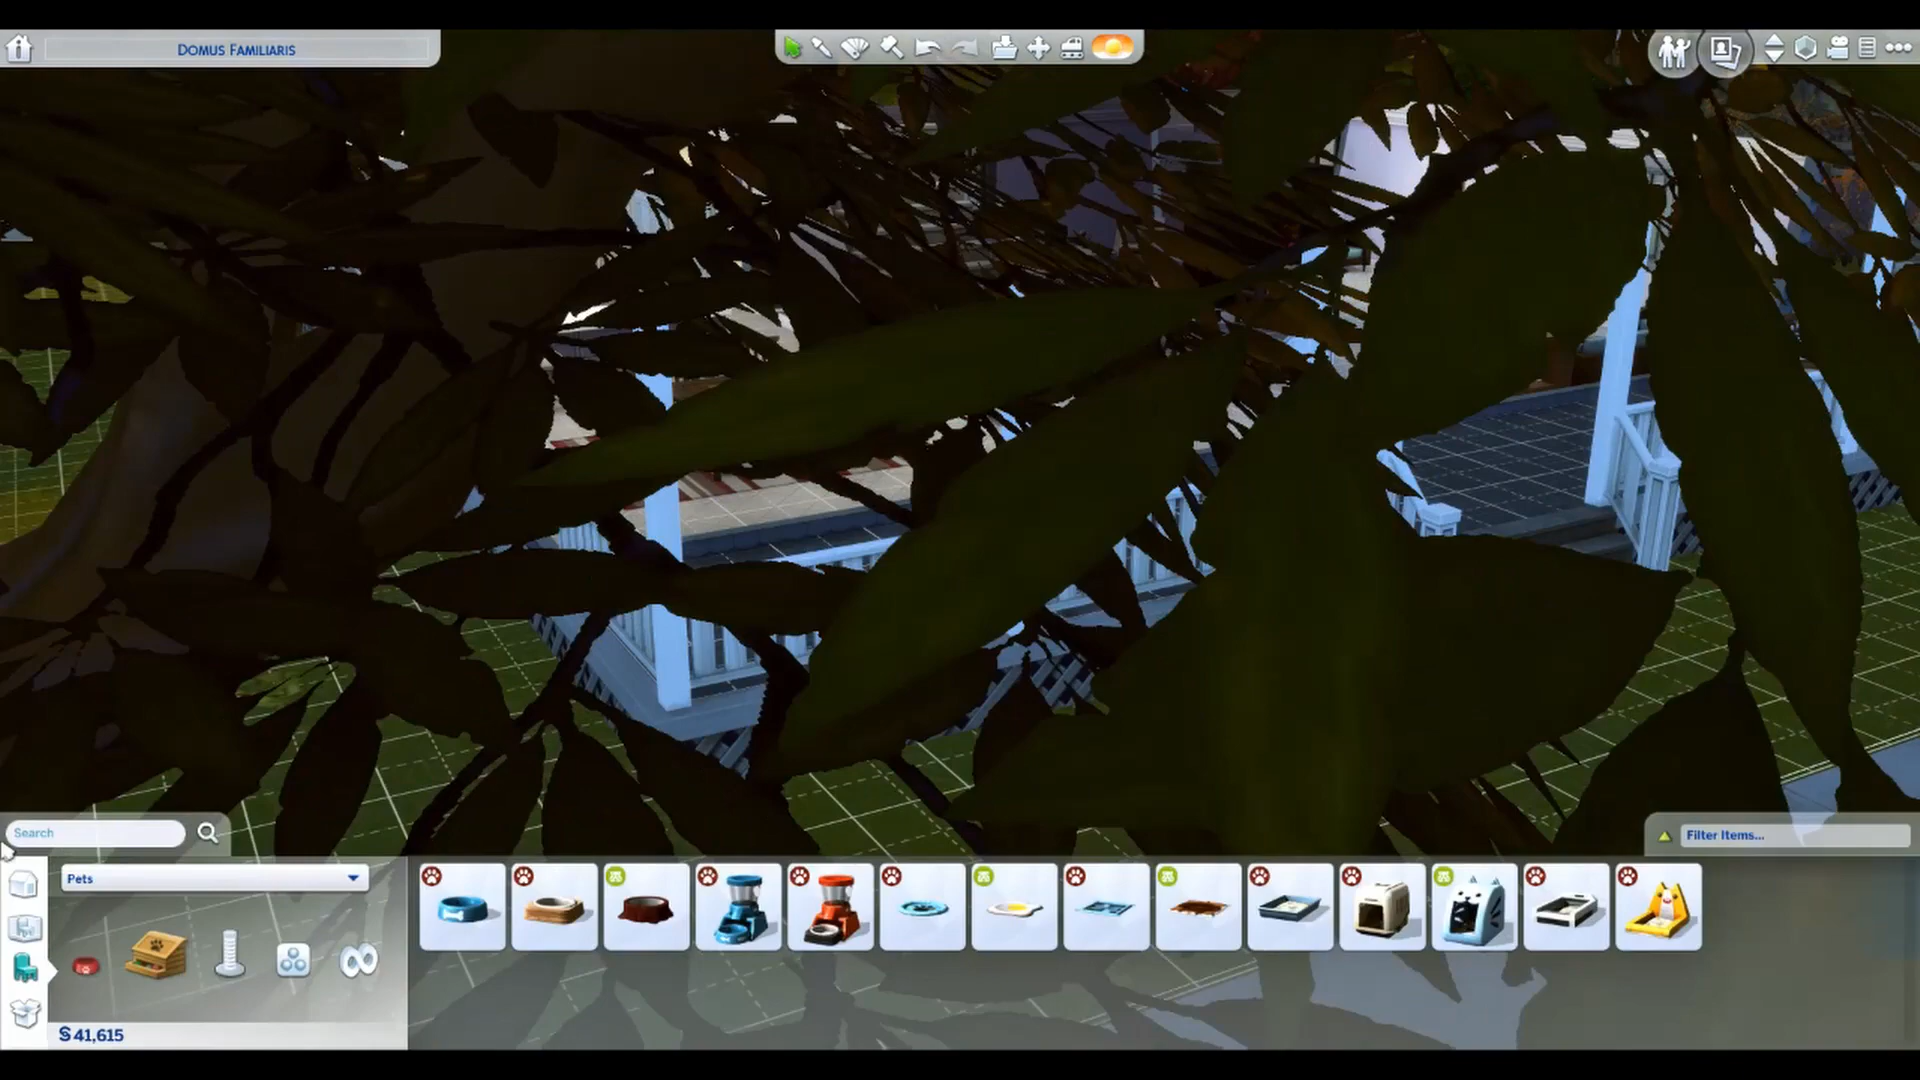 DOMUS FAMILIARIS
Search
Filter Items...
Pets
§41,615